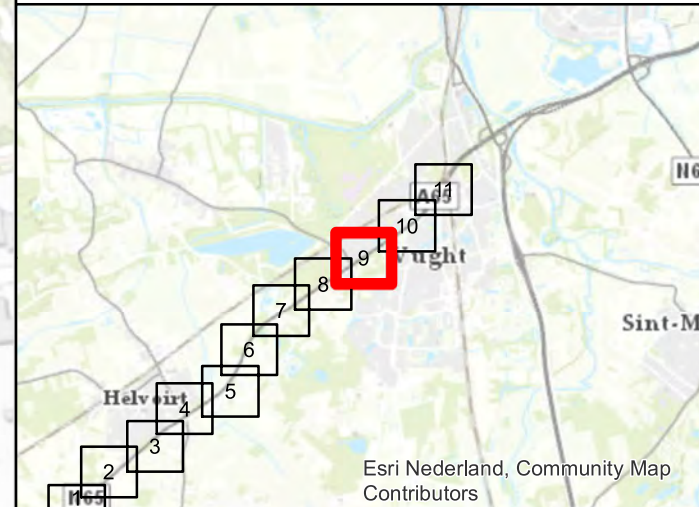 11
A65
N6
10
9
Vught
8
7
Sint-M
6
5
Helvoirt
4
3
2
Esri Nederland, Community Map
Contributors
1
N65